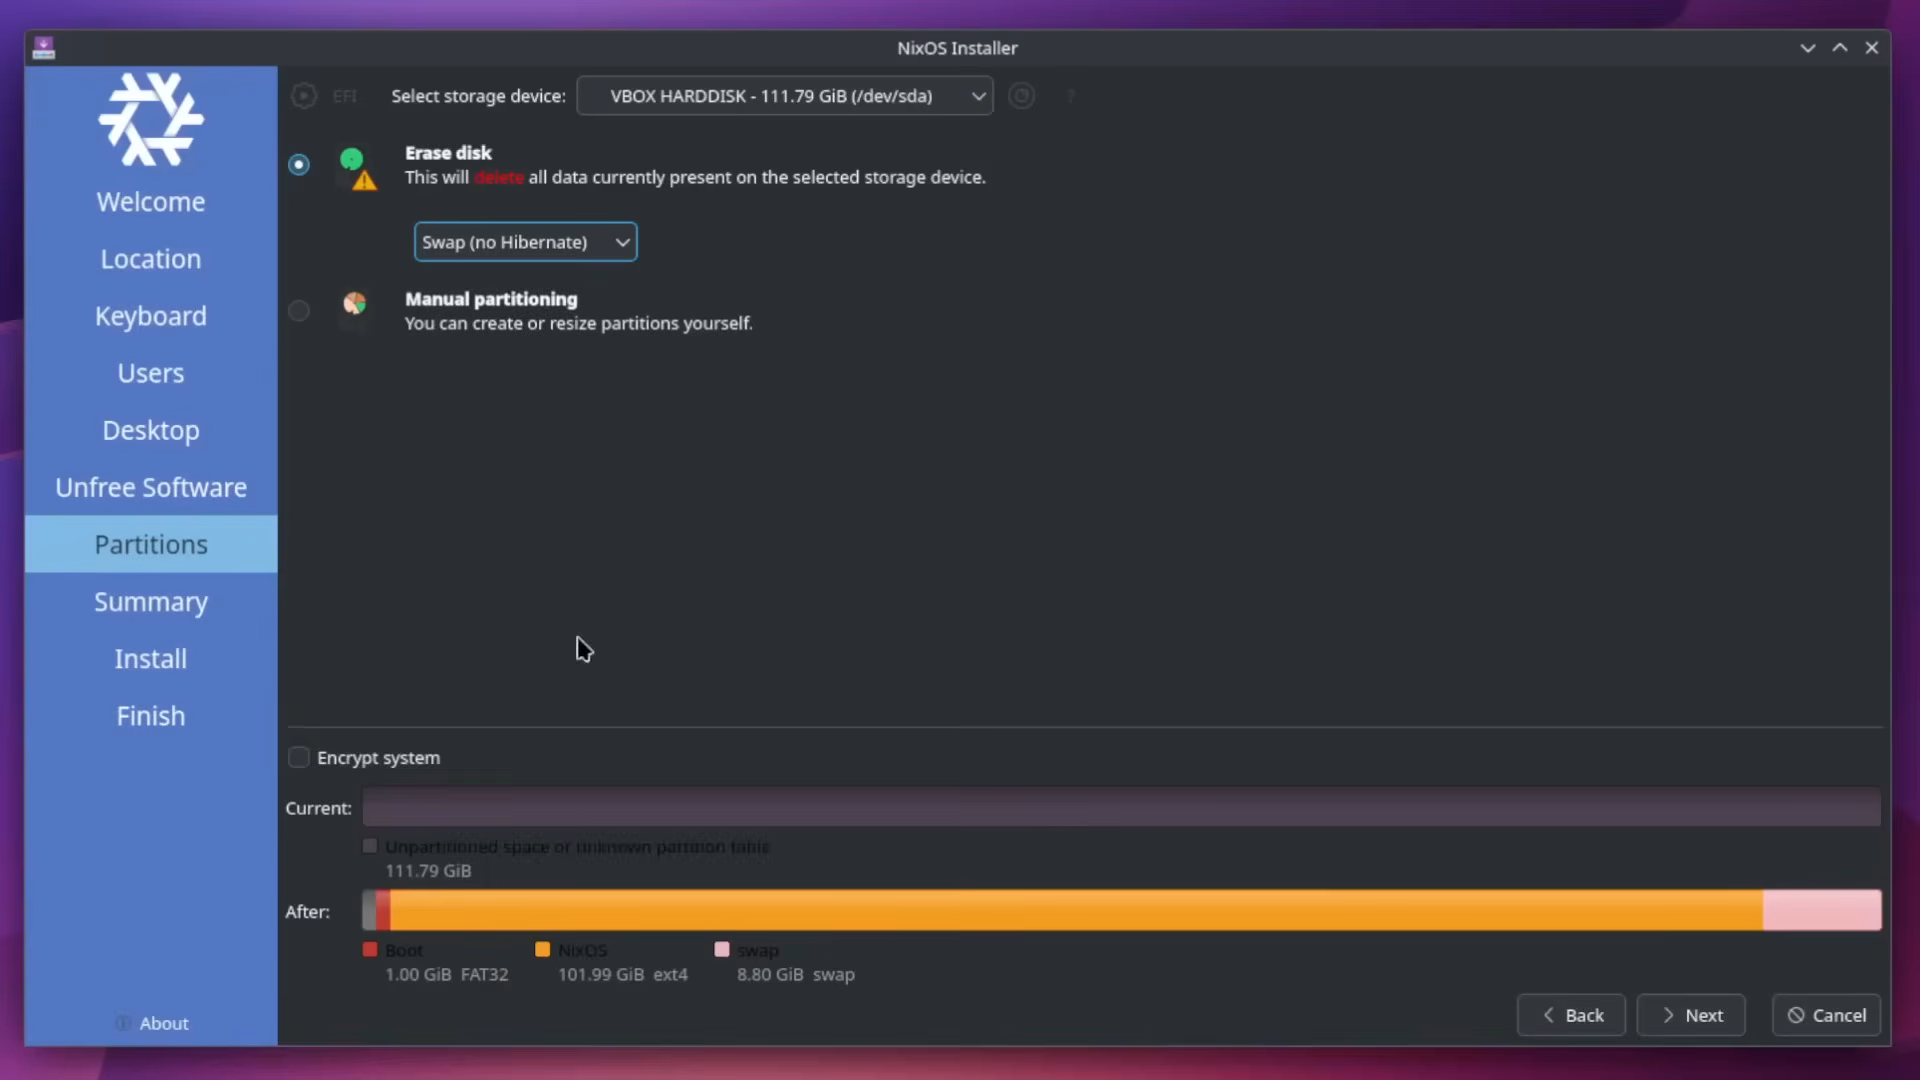 NixOS Installer
EFI Select storage device: VBOX HARDDISK - 111.79 GiB (/dev/sda) ?
Erase disk
This will delete all data currently present on the selected storage device.
Swap (no Hibernate)
Manual partitioning
You can create or resize partitions yourself.
Welcome
Location
Keyboard
Users
Desktop
Unfree Software
Partitions
Summary
Install
Finish
About
Encrypt system
Current:
Unpartitioned space or unknown partition table
111.79 GiB
After:
Boot NixOS swap
1.00 GiB FAT32 101.99 GiB ext4 8.80 GiB swap
Back Next Cancel